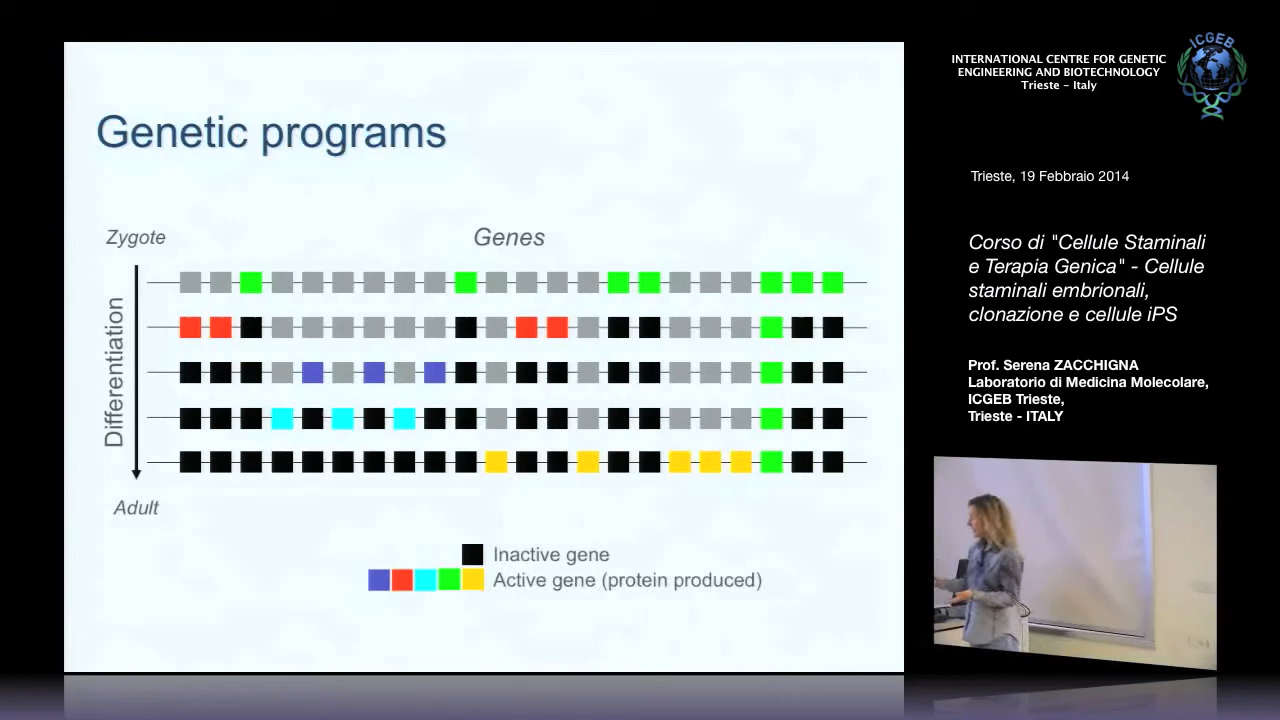 Genetic programs
Zygote
Genes
Differentiation
Adult
Inactive gene
Active gene (protein produced)
INTERNATIONAL CENTRE FOR GENETIC
ENGINEERING AND BIOTECHNOLOGY
Trieste – Italy
ICGEB
Trieste, 19 Febbraio 2014
Corso di "Cellule Staminali
e Terapia Genica" - Cellule
staminali embrionali,
clonazione e cellule iPS
Prof. Serena ZACCHIGNA
Laboratorio di Medicina Molecolare,
ICGEB Trieste,
Trieste - ITALY